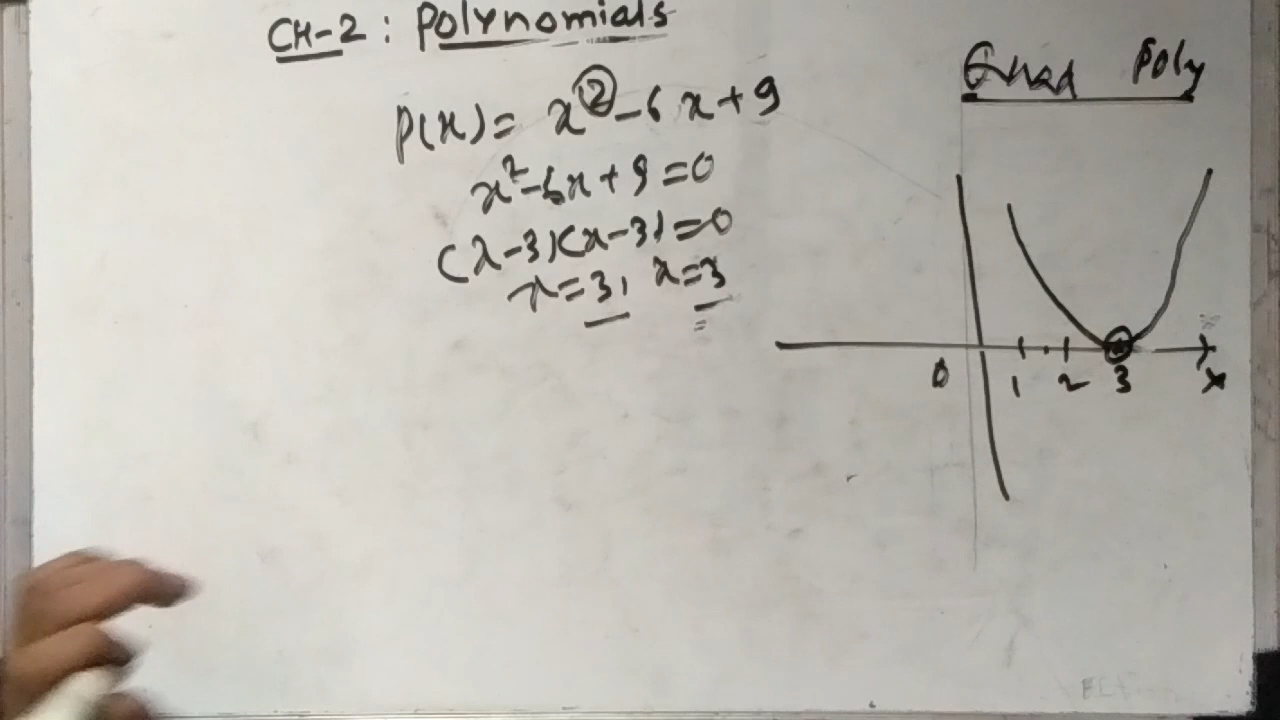 CH-2 : Polynomials
P(x) = x² - 6x + 9
x² - 6x + 9 = 0
(x-3)(x-3) = 0
x = 3, x = 3
Quad Poly
0 1 2 3 x